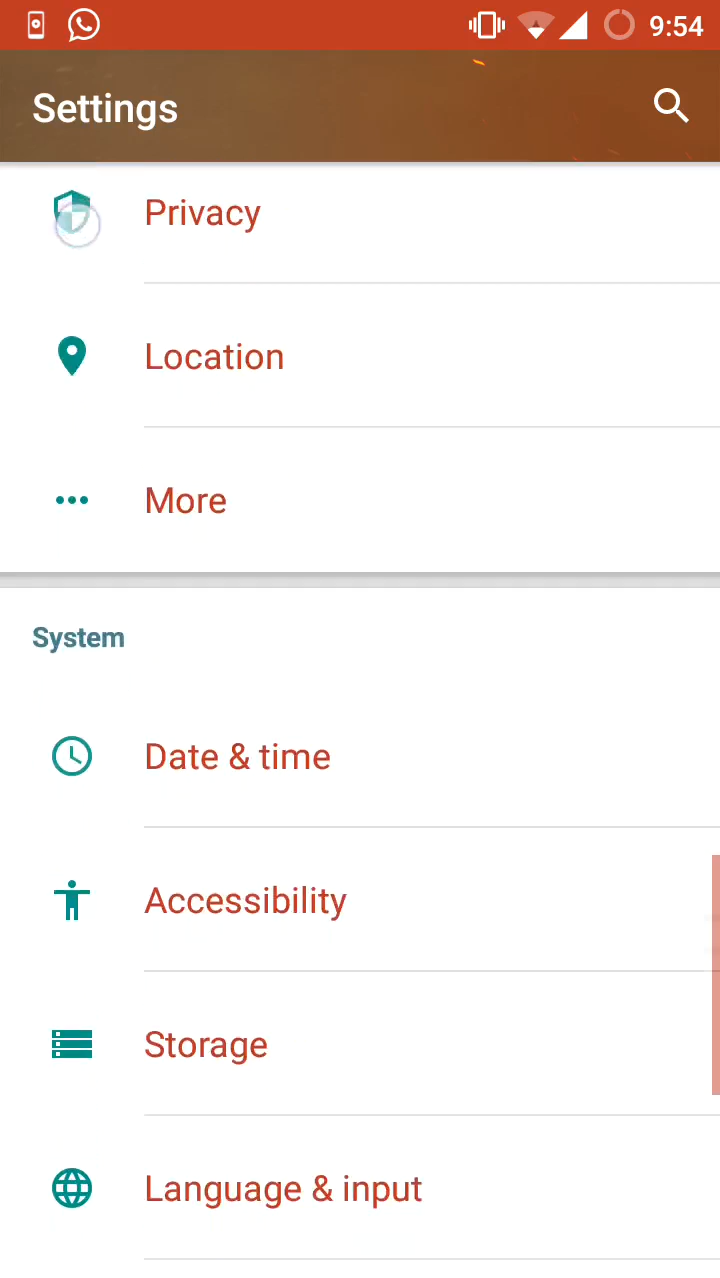 9:54
Settings
Privacy
Location
More
System
Date & time
Accessibility
Storage
Language & input